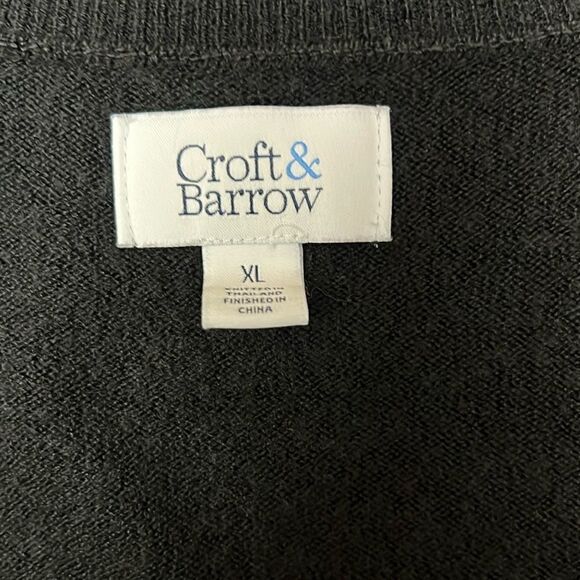 Croft&
Barrow
XL
KNITTED IN
THAILAND
FINISHED IN
CHINA